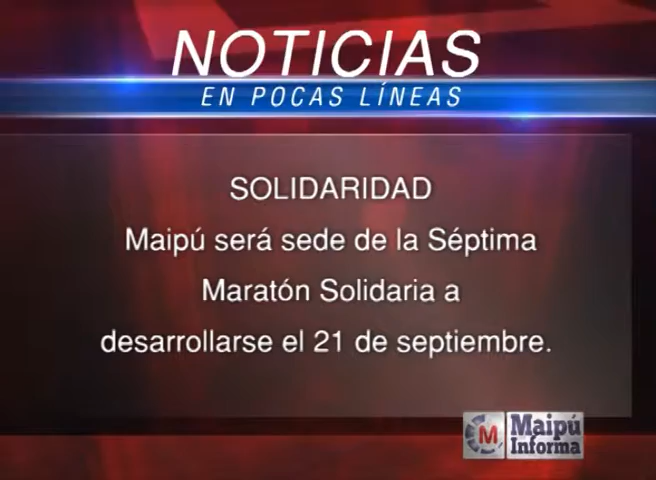 NOTICIAS
EN POCAS LÍNEAS
SOLIDARIDAD
Maipú será sede de la Séptima
Maratón Solidaria a
desarrollarse el 21 de septiembre.
M Maipú
Informa